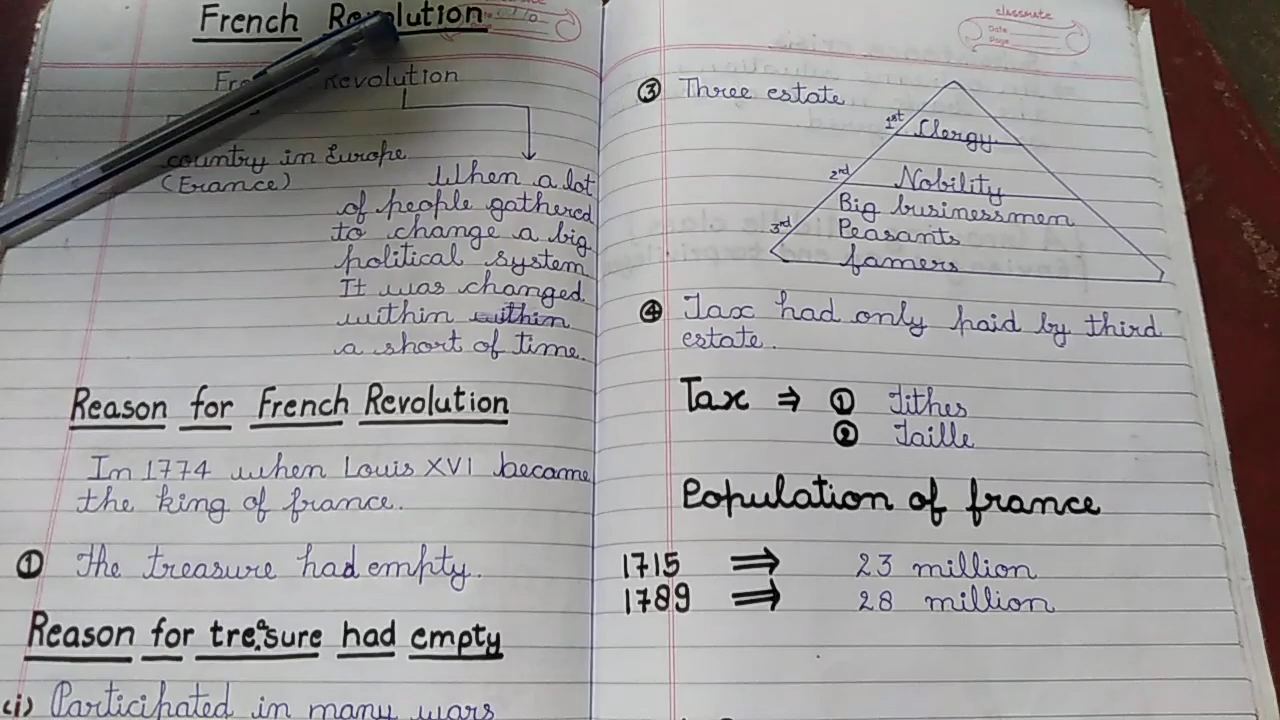 French Revolution
Revolution
country in Europe
(France)
When a lot
of people gathered
to change a big
political system
It was changed
within within
a short of time.
Reason for French Revolution
In 1774 when Louis XVI became
the king of france.
① The treasure had empty.
Reason for treasure had empty
(i) Participated in many wars
classmate
Date
Page
③ Three estate
1st Clergy
2nd Nobility
Big businessmen
3rd Peasants
famers
④ Tax had only paid by third
estate.
Tax ⇒ ① Tithes
② Taille
Population of france
1715 ⇒ 23 million
1789 ⇒ 28 million